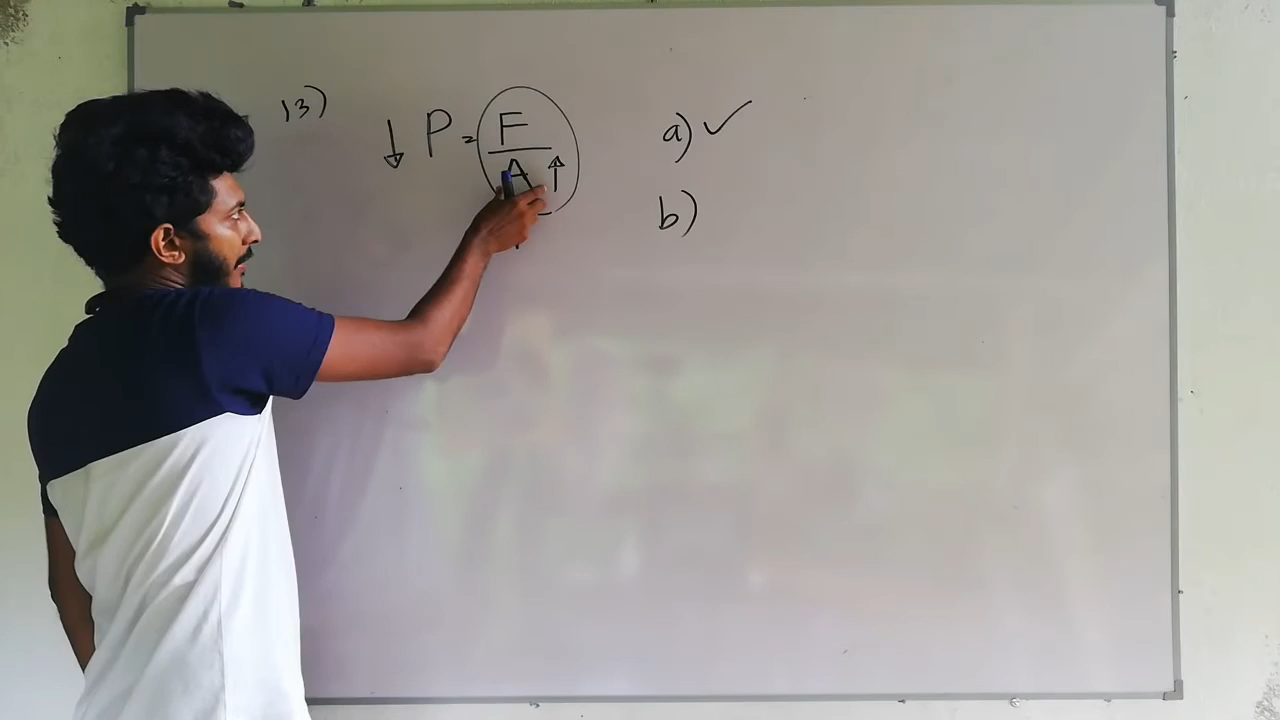 13)
↓ P = F / A ↑
a) ✓
b)